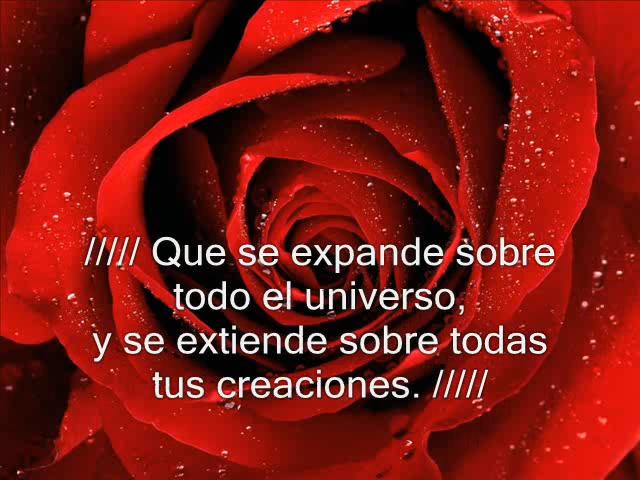 ///// Que se expande sobre
todo el universo,
y se extiende sobre todas
tus creaciones. /////